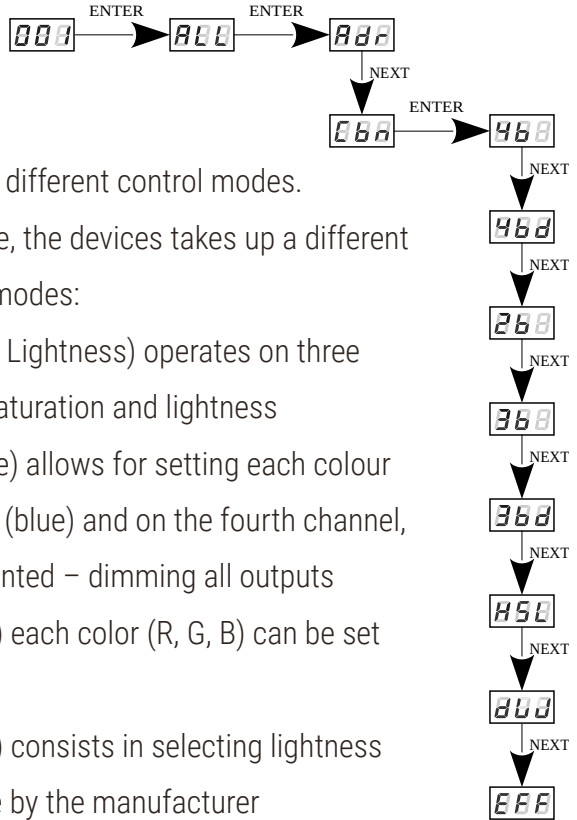 ENTER ENTER
001 ALL Adr
NEXT
ENTER
Cbn 4b
different control modes.
NEXT
e, the devices takes up a different
4bd
modes:
NEXT
2b
Lightness) operates on three
NEXT
aturation and lightness
3b
e) allows for setting each colour
NEXT
(blue) and on the fourth channel,
3bd
nted – dimming all outputs
NEXT
HSL
) each color (R, G, B) can be set
NEXT
dUd
) consists in selecting lightness
NEXT
e by the manufacturer
EFF